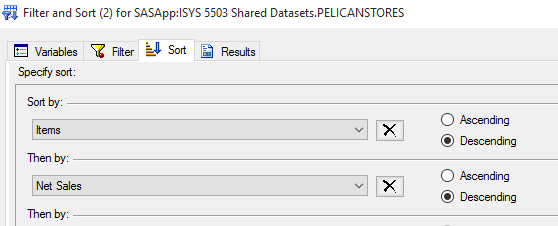 Filter and Sort (2) for SASApp:ISYS 5503 Shared Datasets.PELICANSTORES
Variables Filter Sort Results
Specify sort:
Sort by:
Items
Ascending
Descending
Then by:
Net Sales
Ascending
Descending
Then by: